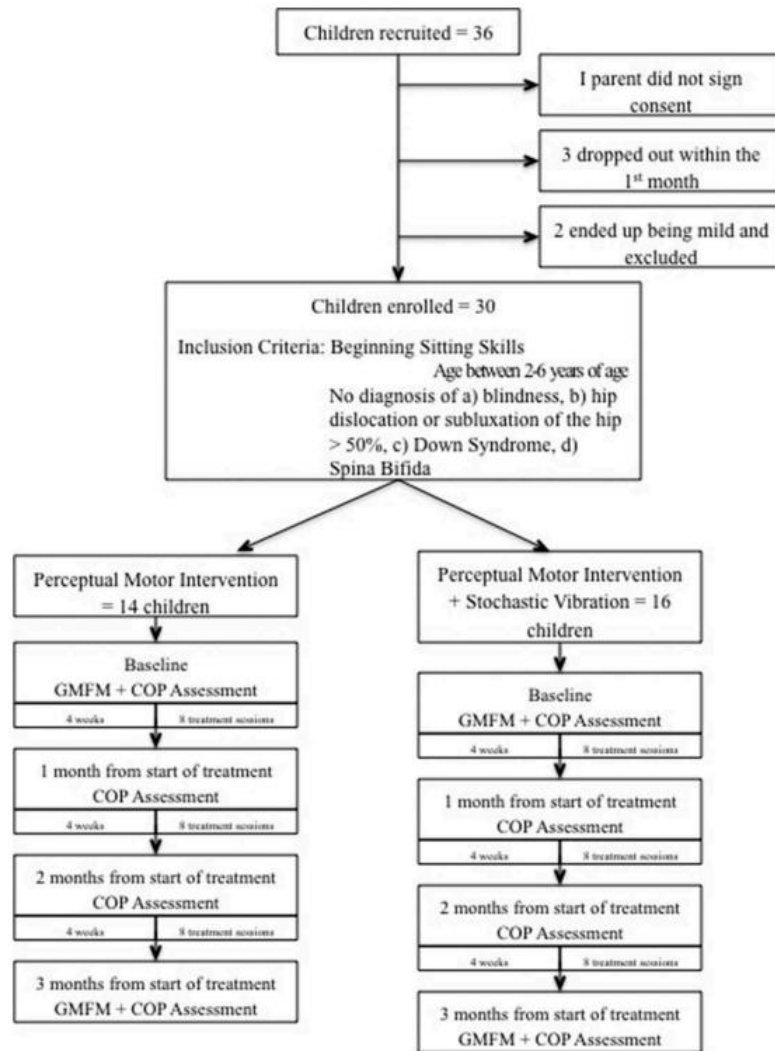 Children recruited = 36
I parent did not sign
consent
3 dropped out within the
1st month
2 ended up being mild and
excluded
Children enrolled = 30
Inclusion Criteria: Beginning Sitting Skills
Age between 2-6 years of age
No diagnosis of a) blindness, b) hip
dislocation or subluxation of the hip
> 50%, c) Down Syndrome, d)
Spina Bifida
Perceptual Motor Intervention
= 14 children
Baseline
GMFM + COP Assessment
4 weeks 8 treatment sessions
1 month from start of treatment
COP Assessment
4 weeks 8 treatment sessions
2 months from start of treatment
COP Assessment
4 weeks 8 treatment sessions
3 months from start of treatment
GMFM + COP Assessment
Perceptual Motor Intervention
+ Stochastic Vibration = 16
children
Baseline
GMFM + COP Assessment
4 weeks 8 treatment sessions
1 month from start of treatment
COP Assessment
4 weeks 8 treatment sessions
2 months from start of treatment
COP Assessment
4 weeks 8 treatment sessions
3 months from start of treatment
GMFM + COP Assessment